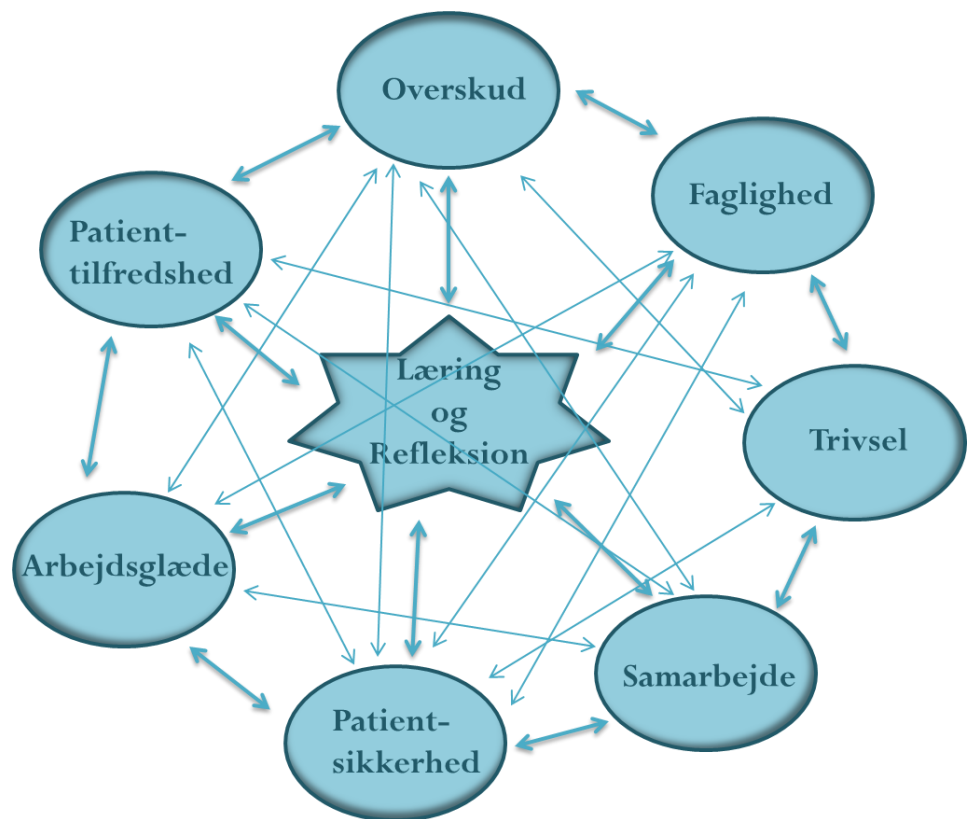 Overskud
Faglighed
Patient-
tilfredshed
Læring
og
Refleksion
Trivsel
Arbejdsglæde
Samarbejde
Patient-
sikkerhed